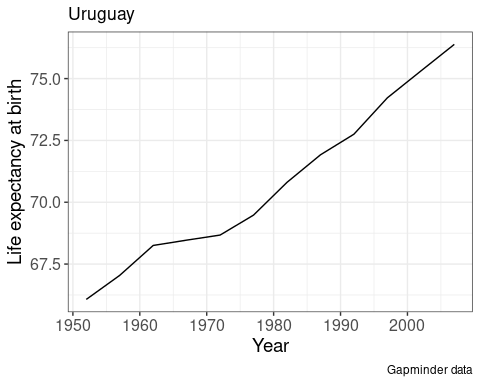 Uruguay
Life expectancy at birth
75.0
72.5
70.0
67.5
1950 1960 1970 1980 1990 2000
Year
Gapminder data